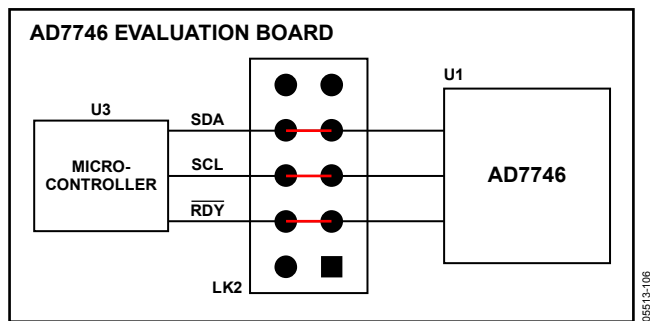 AD7746 EVALUATION BOARD
U1
U3
SDA
MICRO-
CONTROLLER
SCL
AD7746
RDY
LK2
05513-106